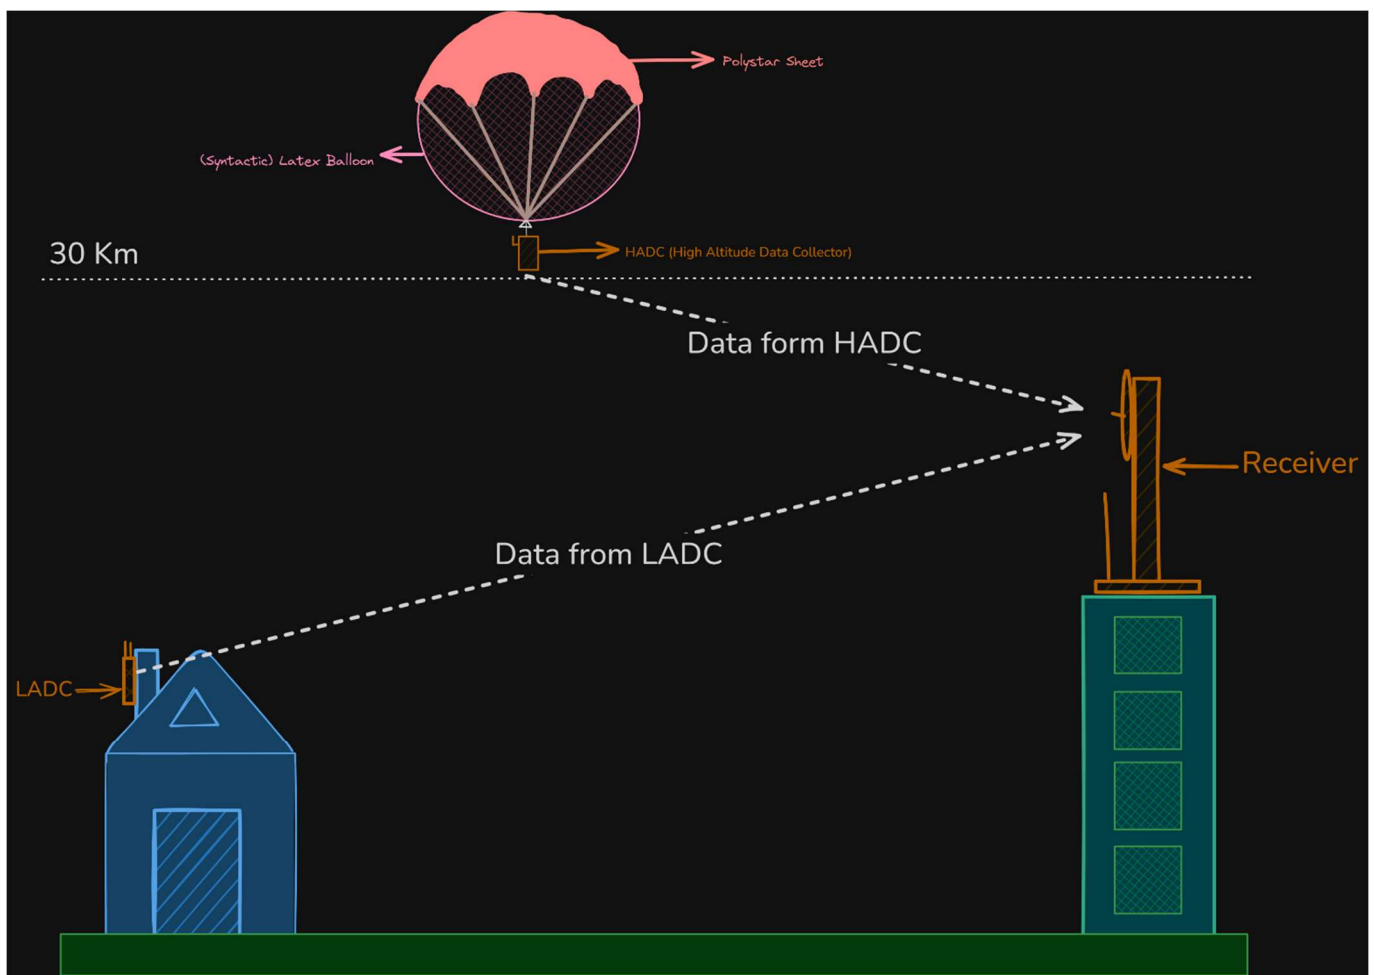 Polystar Sheet
(Syntactic) Latex Balloon
30 Km
HADC (High Altitude Data Collector)
Data form HADC
Receiver
Data from LADC
LADC